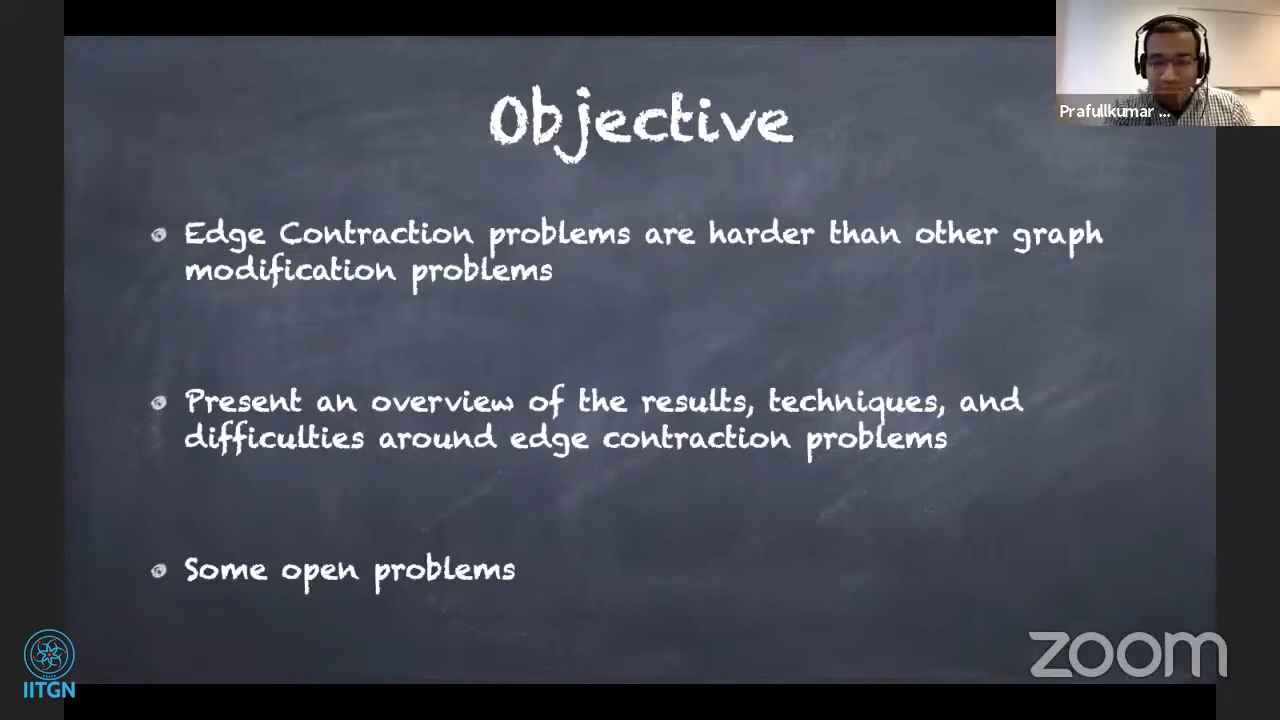 Objective
Prafullkumar ...
Edge Contraction problems are harder than other graph
modification problems
Present an overview of the results, techniques, and
difficulties around edge contraction problems
Some open problems
zoom
IITGN